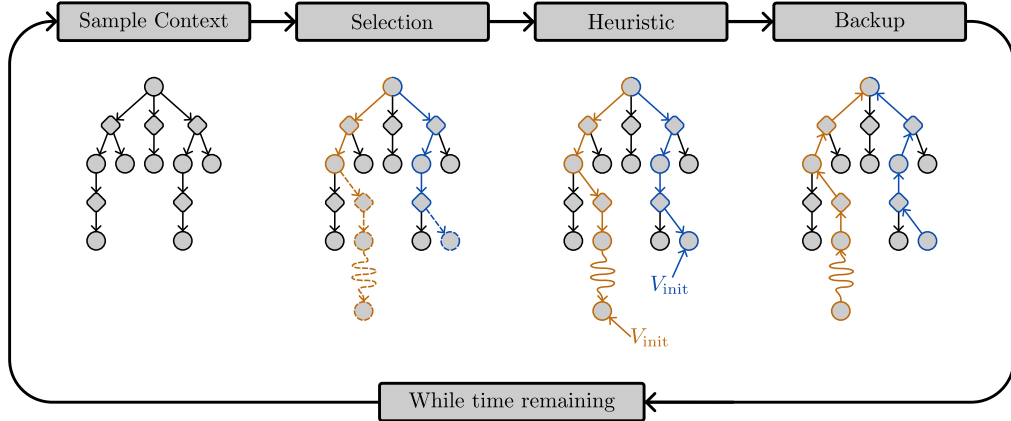 Sample Context
Selection
Heuristic
Backup
V_init
V_init
While time remaining